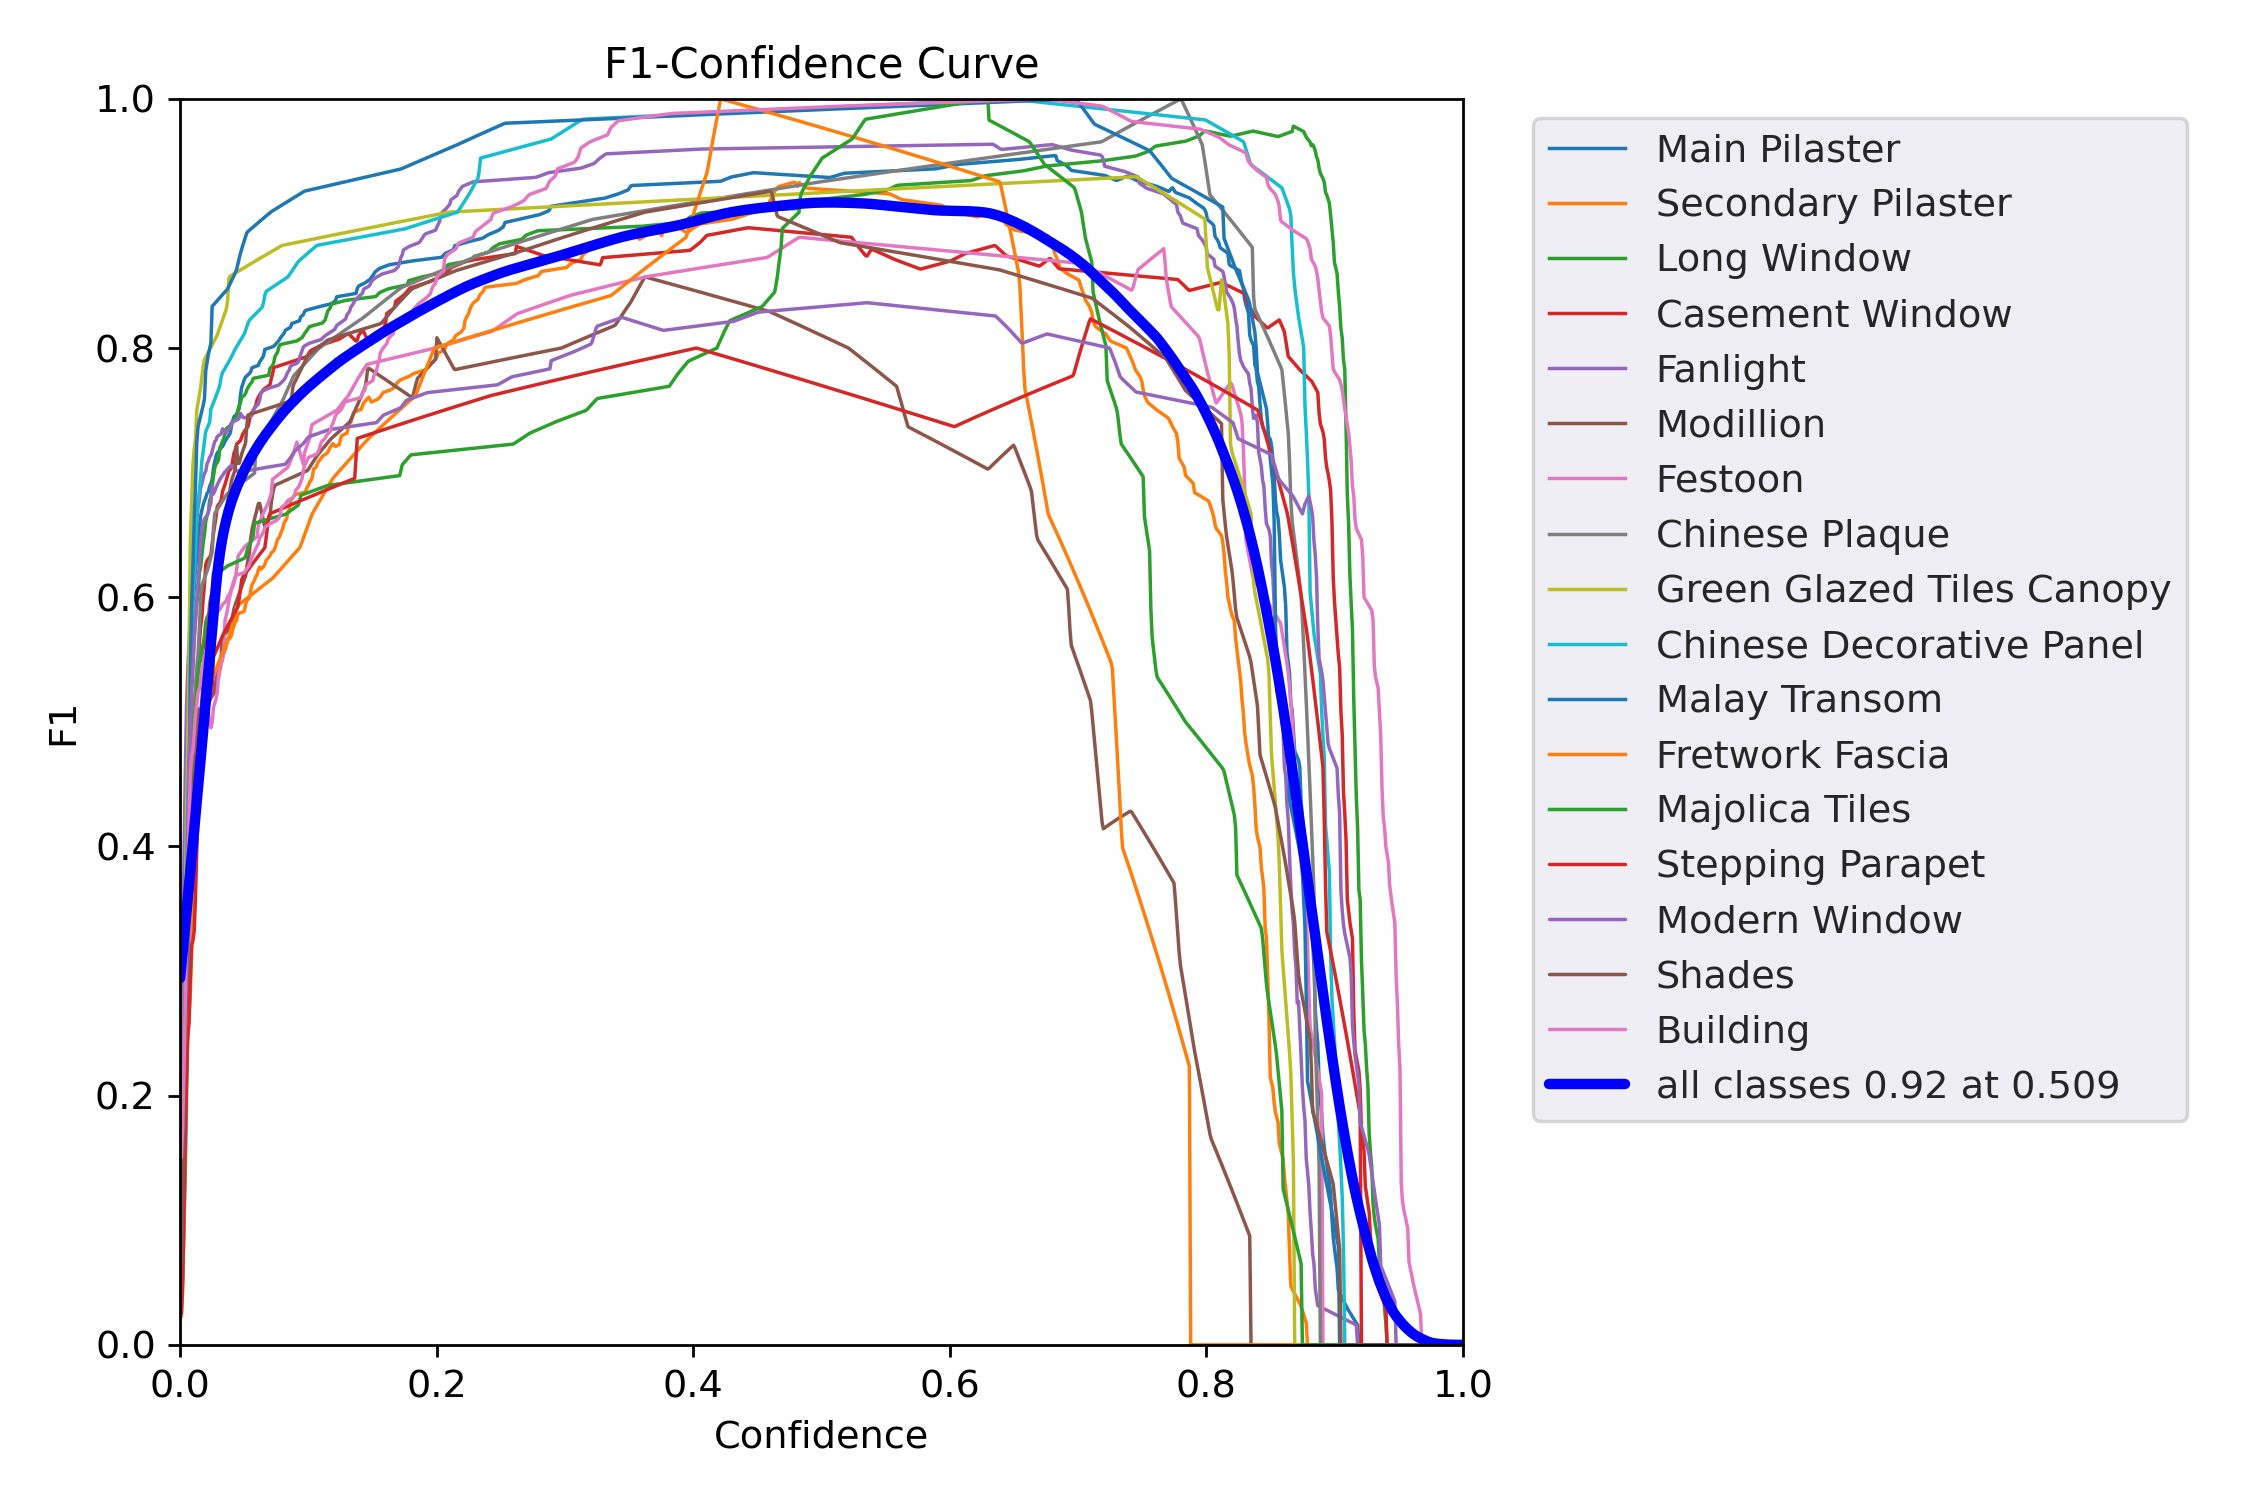 F1-Confidence Curve
1.0
0.8
0.6
0.4
0.2
0.0
F1
0.0 0.2 0.4 0.6 0.8 1.0
Confidence
Main Pilaster
Secondary Pilaster
Long Window
Casement Window
Fanlight
Modillion
Festoon
Chinese Plaque
Green Glazed Tiles Canopy
Chinese Decorative Panel
Malay Transom
Fretwork Fascia
Majolica Tiles
Stepping Parapet
Modern Window
Shades
Building
all classes 0.92 at 0.509